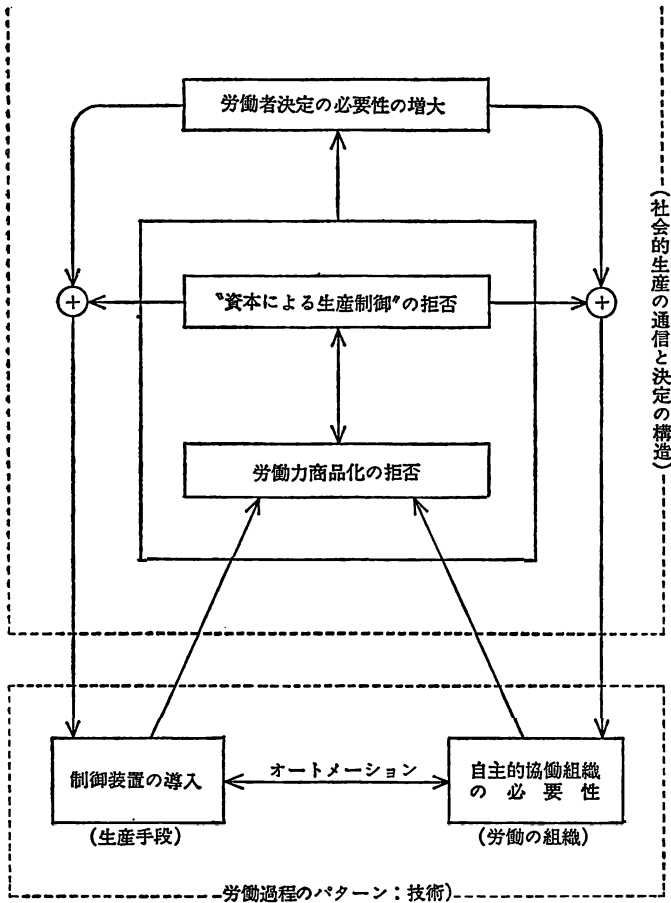 労働者決定の必要性の増大
(社会的生産の通信と決定の構造)
+
〝資本による生産制御〟の拒否
+
労働力商品化の拒否
制御装置の導入
オートメーション
自主的協働組織
の必要性
(生産手段)
(労働の組織)
労働過程のパターン:技術)